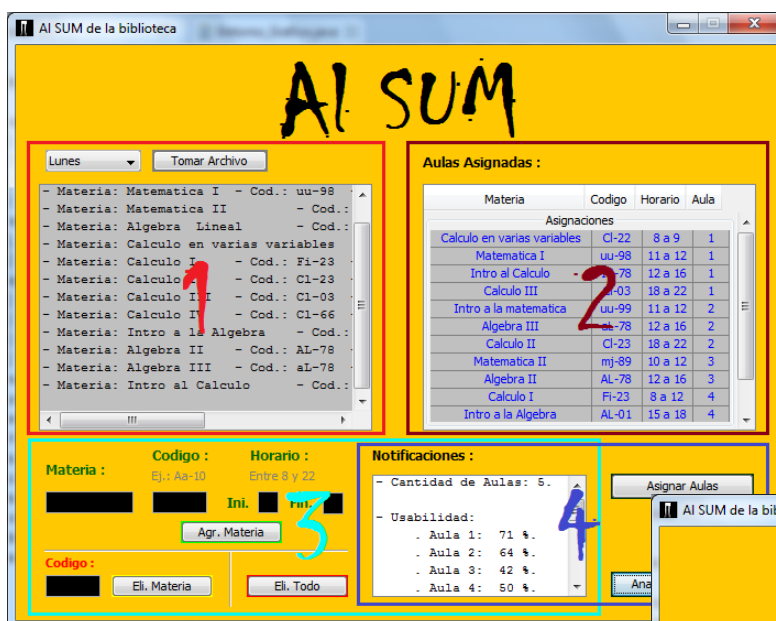 AI SUM de la biblioteca
AI SUM
Lunes
Tomar Archivo
- Materia: Matematica I - Cod.: uu-98
- Materia: Matematica II - Cod.:
- Materia: Algebra Lineal - Cod.:
- Materia: Calculo en varias variables
- Materia: Calculo I - Cod.: Fi-23
- Materia: Calculo - Cod.: Cl-23
- Materia: Calculo III - Cod.: Cl-03
- Materia: Calculo IV - Cod.: Cl-66
- Materia: Intro a la Algebra - Cod.:
- Materia: Algebra II - Cod.: AL-78
- Materia: Algebra III - Cod.: aL-78
- Materia: Intro al Calculo - Cod.:
1
Aulas Asignadas :
Materia Codigo Horario Aula
Asignaciones
Calculo en varias variables Cl-22 8 a 9 1
Matematica I uu-98 11 a 12 1
Intro al Calculo -78 12 a 16 1
Calculo III -03 18 a 22 1
Intro a la matematica uu-99 11 a 12 2
Algebra III -78 12 a 16 2
Calculo II Cl-23 18 a 22 2
Matematica II mj-89 10 a 12 3
Algebra II AL-78 12 a 16 3
Calculo I Fi-23 8 a 12 4
Intro a la Algebra AL-01 15 a 18 4
2
Materia :
Codigo :
Ej.: Aa-10
Horario :
Entre 8 y 22
Ini. Fin.
Agr. Materia
3
Codigo :
Eli. Materia
Eli. Todo
Notificaciones :
- Cantidad de Aulas: 5.
- Usabilidad:
. Aula 1: 71 %.
. Aula 2: 64 %.
. Aula 3: 42 %.
. Aula 4: 50 %.
4
Asignar Aulas
Ana
AI SUM de la bib